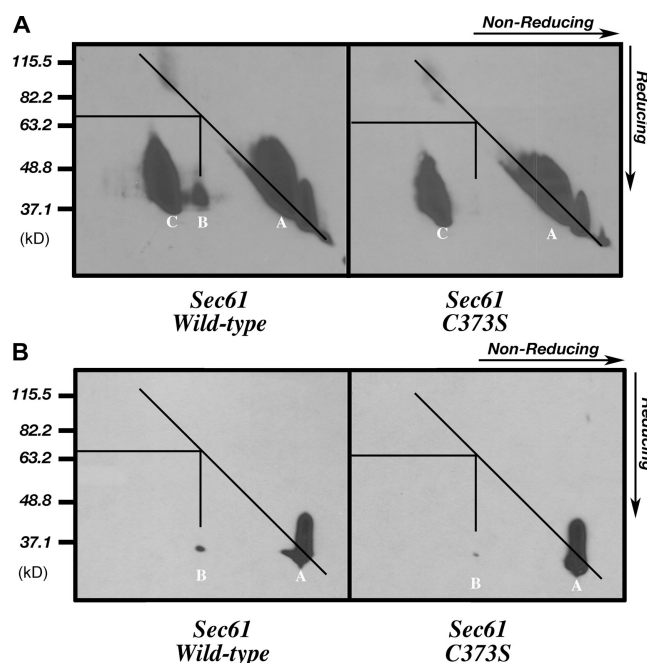 A
Non-Reducing
Reducing
115.5
82.2
63.2
48.8
37.1
(kD)
C B A
C A
Sec61
Wild-type
Sec61
C373S
B
Non-Reducing
Reducing
115.5
82.2
63.2
48.8
37.1
(kD)
B A
B A
Sec61
Wild-type
Sec61
C373S